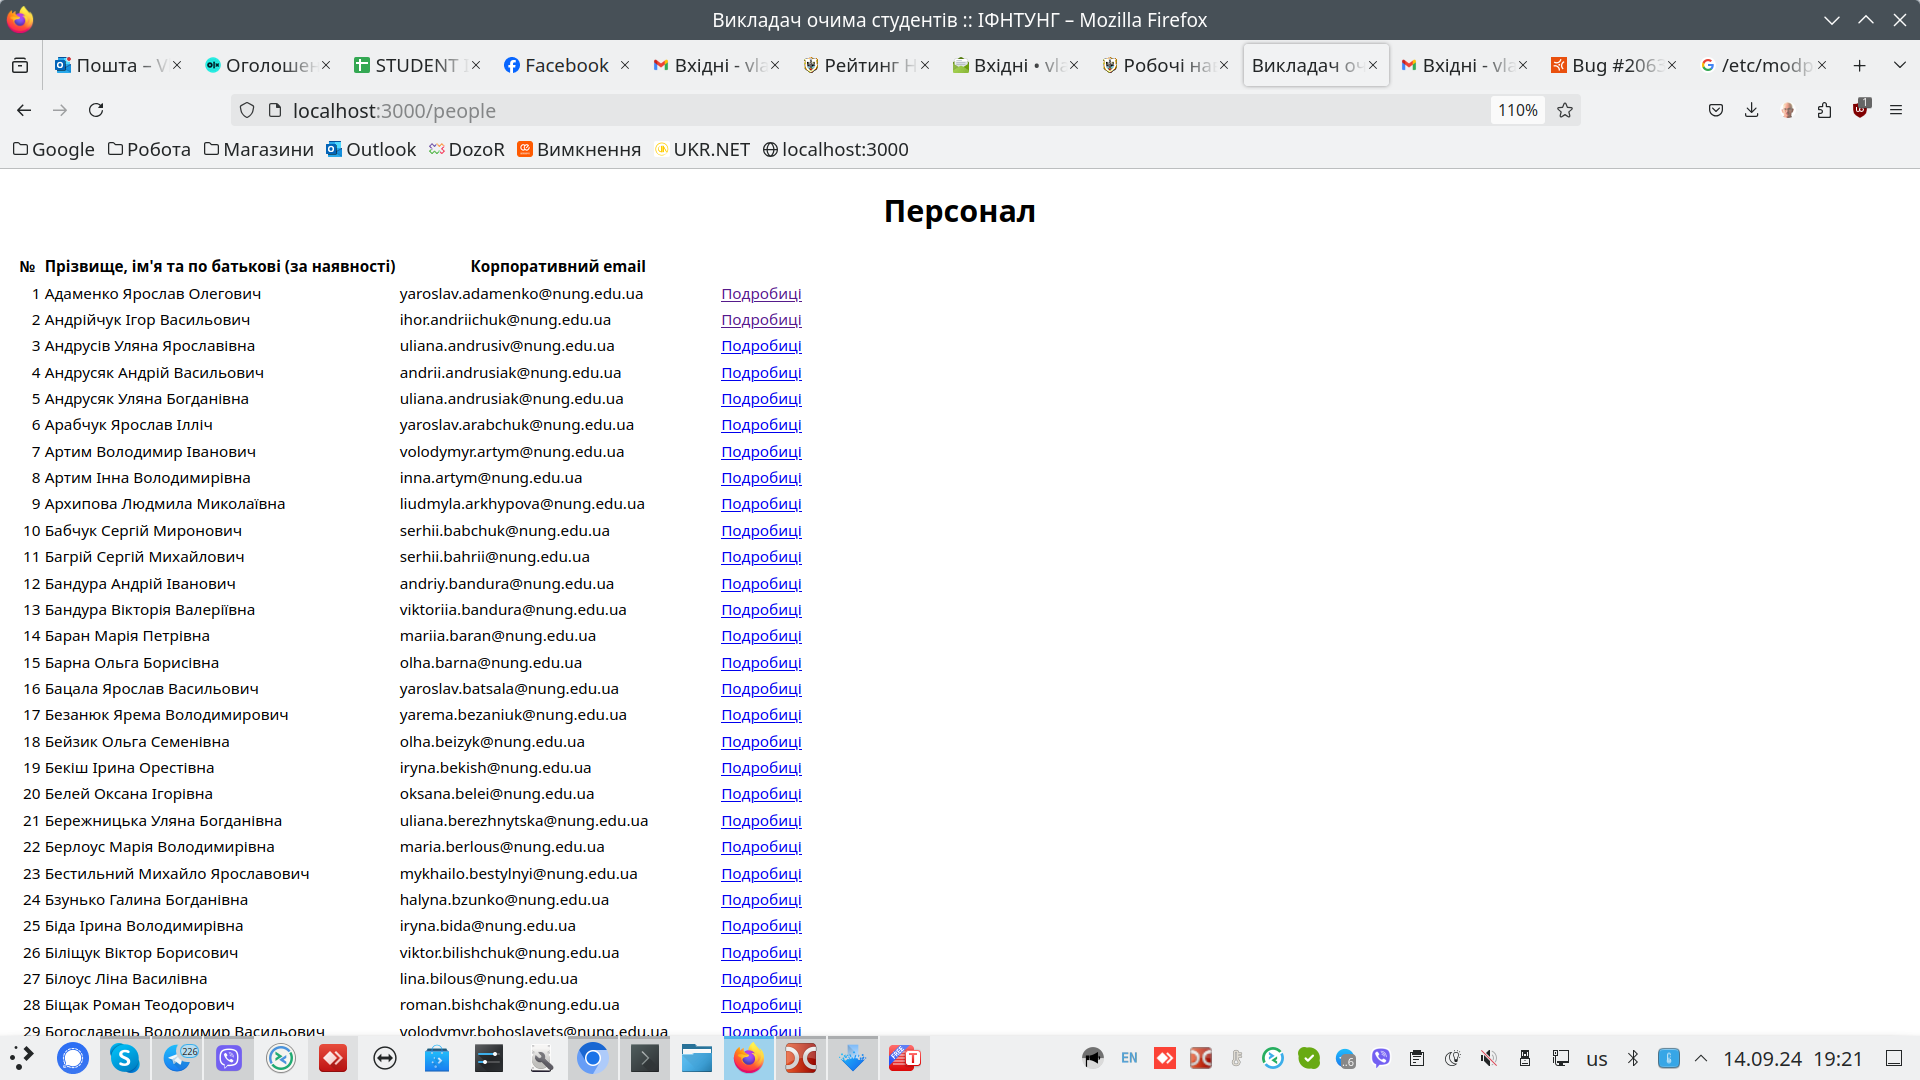 Викладач очима студентів :: ІФНТУНГ – Mozilla Firefox
Пошта – V
Оголошен
STUDENT I
Facebook
Вхідні - vla
Рейтинг Н
Вхідні • vla
Робочі на
Викладач оч
Вхідні - vla
Bug #2063
/etc/modp
localhost:3000/people
110%
1
Google Робота Магазини Outlook DozoR Вимкнення UKR.NET localhost:3000
Персонал
№ Прізвище, ім'я та по батькові (за наявності) Корпоративний email
1 Адаменко Ярослав Олегович yaroslav.adamenko@nung.edu.ua Подробиці
2 Андрійчук Ігор Васильович ihor.andriichuk@nung.edu.ua Подробиці
3 Андрусів Уляна Ярославівна uliana.andrusiv@nung.edu.ua Подробиці
4 Андрусяк Андрій Васильович andrii.andrusiak@nung.edu.ua Подробиці
5 Андрусяк Уляна Богданівна uliana.andrusiak@nung.edu.ua Подробиці
6 Арабчук Ярослав Ілліч yaroslav.arabchuk@nung.edu.ua Подробиці
7 Артим Володимир Іванович volodymyr.artym@nung.edu.ua Подробиці
8 Артим Інна Володимирівна inna.artym@nung.edu.ua Подробиці
9 Архипова Людмила Миколаївна liudmyla.arkhypova@nung.edu.ua Подробиці
10 Бабчук Сергій Миронович serhii.babchuk@nung.edu.ua Подробиці
11 Багрій Сергій Михайлович serhii.bahrii@nung.edu.ua Подробиці
12 Бандура Андрій Іванович andriy.bandura@nung.edu.ua Подробиці
13 Бандура Вікторія Валеріївна viktoriia.bandura@nung.edu.ua Подробиці
14 Баран Марія Петрівна mariia.baran@nung.edu.ua Подробиці
15 Барна Ольга Борисівна olha.barna@nung.edu.ua Подробиці
16 Бацала Ярослав Васильович yaroslav.batsala@nung.edu.ua Подробиці
17 Безанюк Ярема Володимирович yarema.bezaniuk@nung.edu.ua Подробиці
18 Бейзик Ольга Семенівна olha.beizyk@nung.edu.ua Подробиці
19 Бекіш Ірина Орестівна iryna.bekish@nung.edu.ua Подробиці
20 Белей Оксана Ігорівна oksana.belei@nung.edu.ua Подробиці
21 Бережницька Уляна Богданівна uliana.berezhnytska@nung.edu.ua Подробиці
22 Берлоус Марія Володимирівна maria.berlous@nung.edu.ua Подробиці
23 Бестильний Михайло Ярославович mykhailo.bestylnyi@nung.edu.ua Подробиці
24 Бзунько Галина Богданівна halyna.bzunko@nung.edu.ua Подробиці
25 Біда Ірина Володимирівна iryna.bida@nung.edu.ua Подробиці
26 Біліщук Віктор Борисович viktor.bilishchuk@nung.edu.ua Подробиці
27 Білоус Ліна Василівна lina.bilous@nung.edu.ua Подробиці
28 Біщак Роман Теодорович roman.bishchak@nung.edu.ua Подробиці
29 Богославець Володимир Васильович volodymyr.bohoslavets@nung.edu.ua Подробиці
226
EN
us
14.09.24 19:21